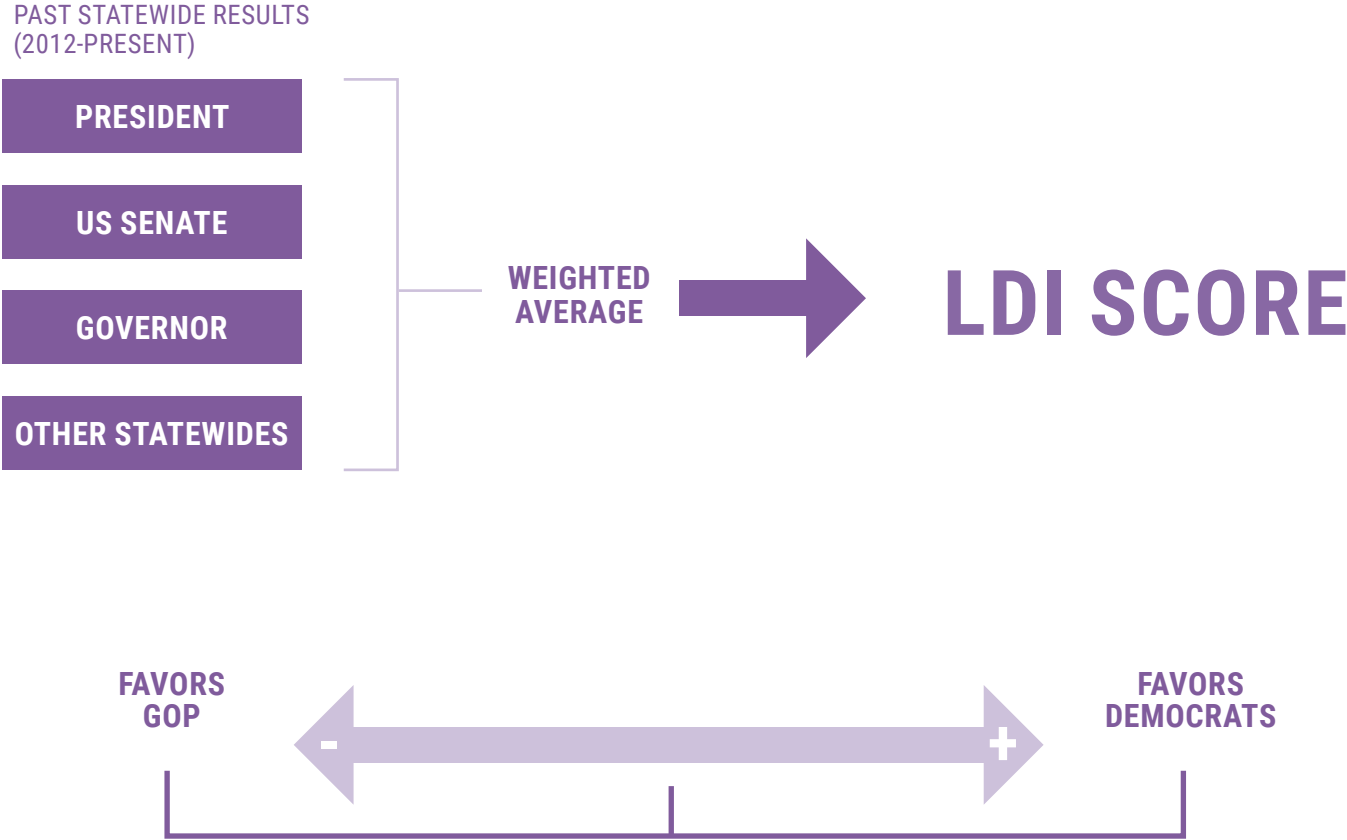 PAST STATEWIDE RESULTS
(2012-PRESENT)
PRESIDENT
US SENATE
GOVERNOR
OTHER STATEWIDES
WEIGHTED
AVERAGE
LDI SCORE
FAVORS
GOP
-
+
FAVORS
DEMOCRATS